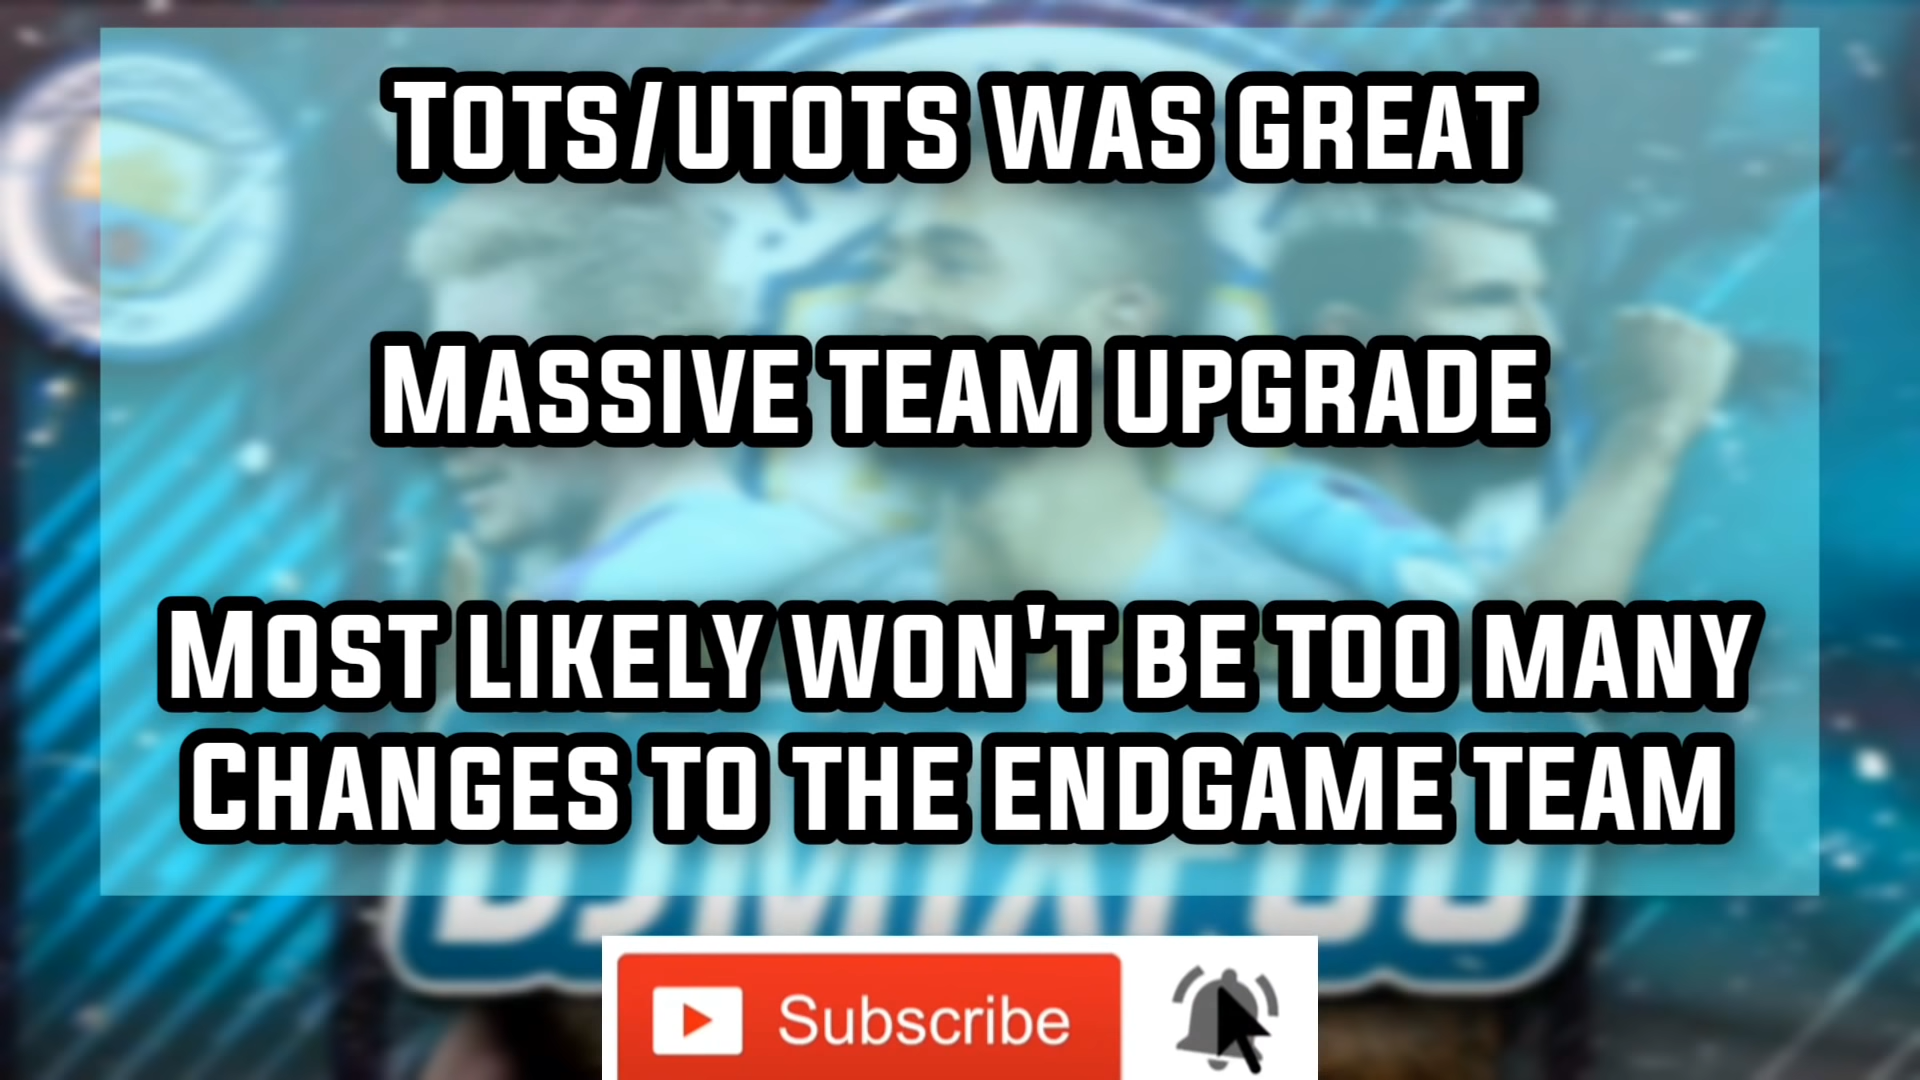 Tots/utots was great
Massive team upgrade
Most likely won't be too many
Changes to the endgame team
Subscribe